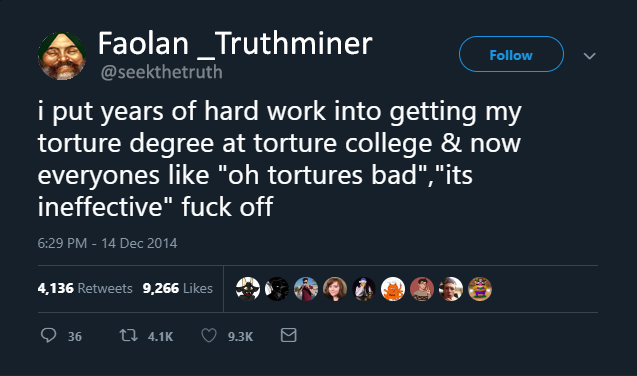 Faolan _Truthminer
@seekthetruth
Follow
i put years of hard work into getting my
torture degree at torture college & now
everyones like "oh tortures bad","its
ineffective" fuck off
6:29 PM - 14 Dec 2014
4,136 Retweets 9,266 Likes
36 4.1K 9.3K